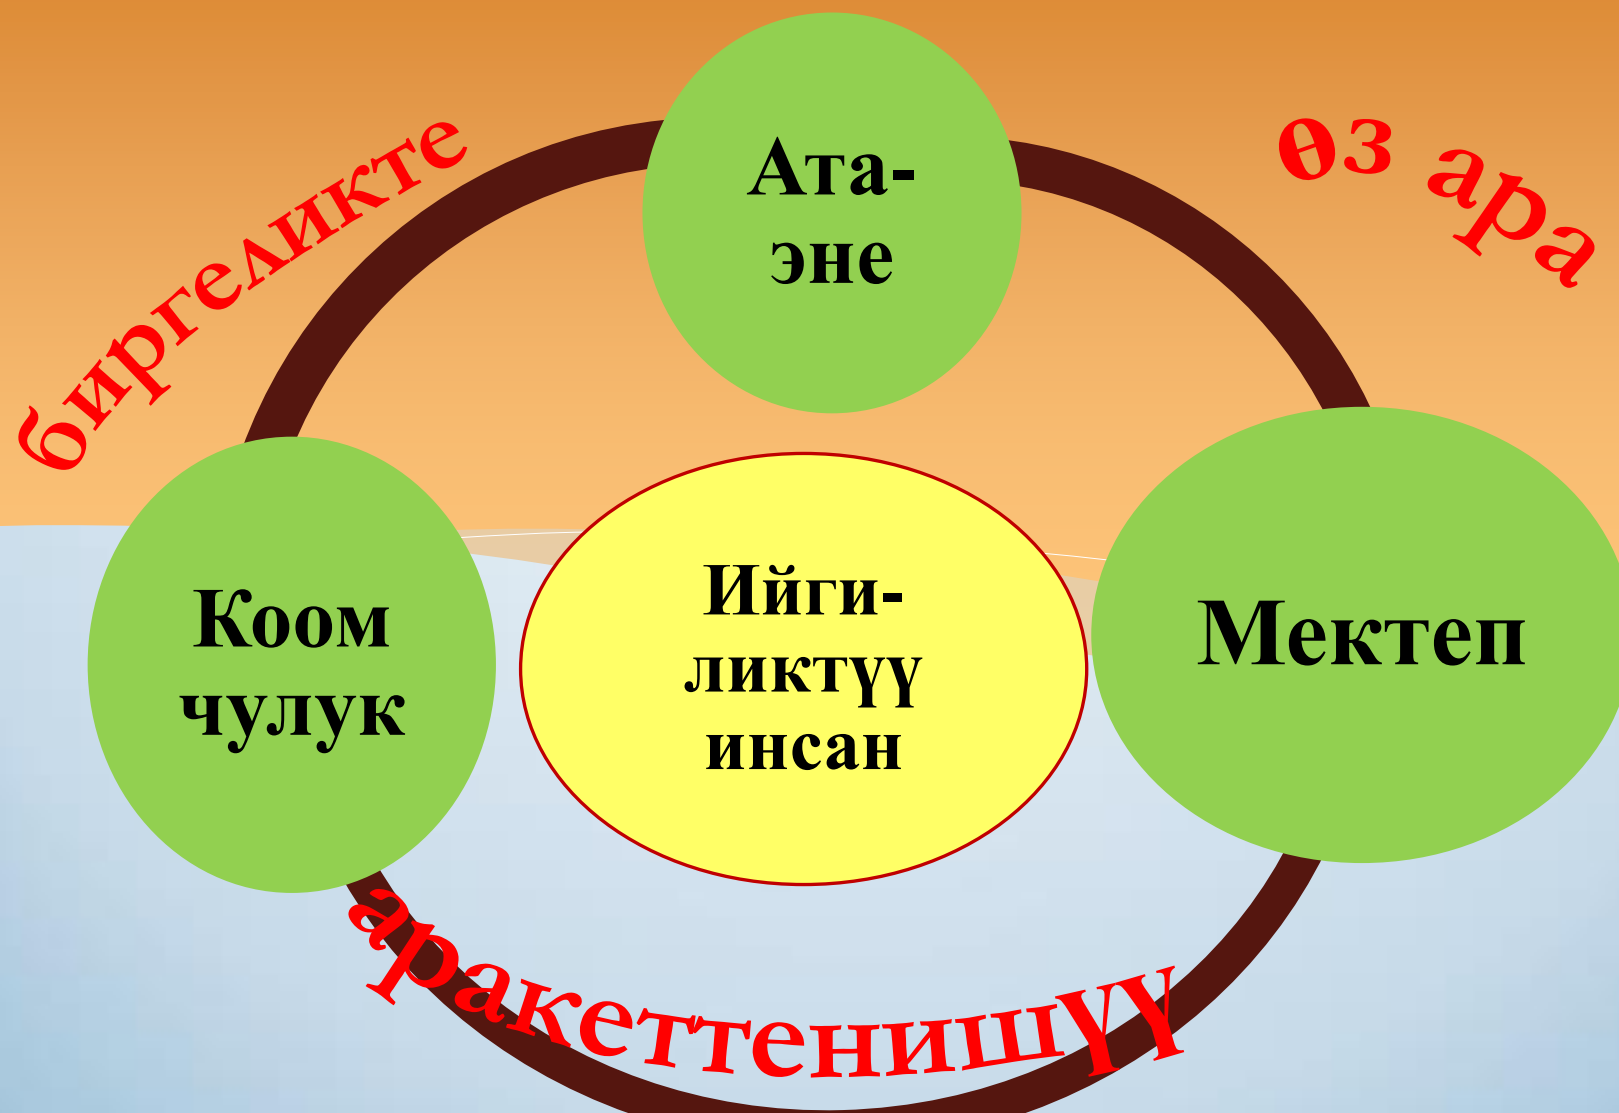 биргеликте
өз ара
Ата-
эне
Коом
чулук
Ийги-
ликтүү
инсан
Мектеп
аракеттенишүү